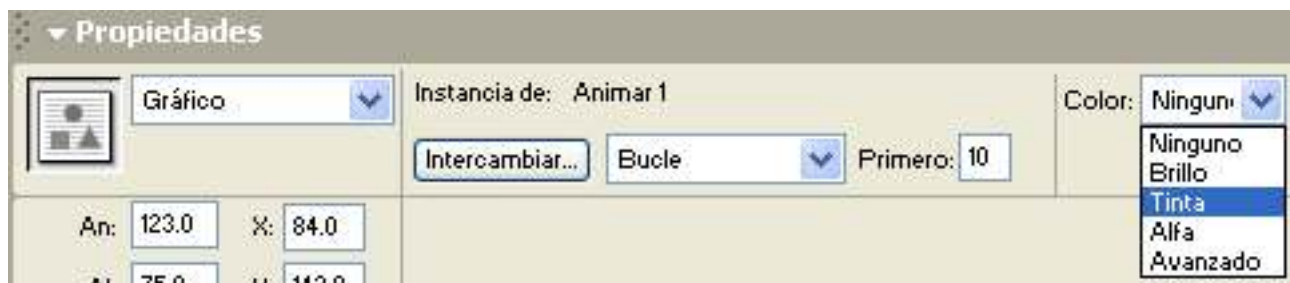 Propiedades
Gráfico
Instancia de: Animar 1
Color:
Intercambiar...
Bucle
Primero: 10
Ninguno
Brillo
Tinta
Alfa
Avanzado
An: 123.0 X: 84.0